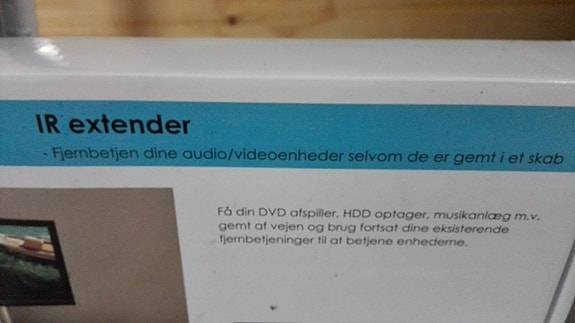 IR extender
- Fjernbetjen dine audio/videoenheder selvom de er gemt i et skab
Få din DVD afspiller, HDD optager, musikanlæg m.v.
gemt af vejen og brug fortsat dine eksisterende
fjernbetjeninger til at betjene enhederne.